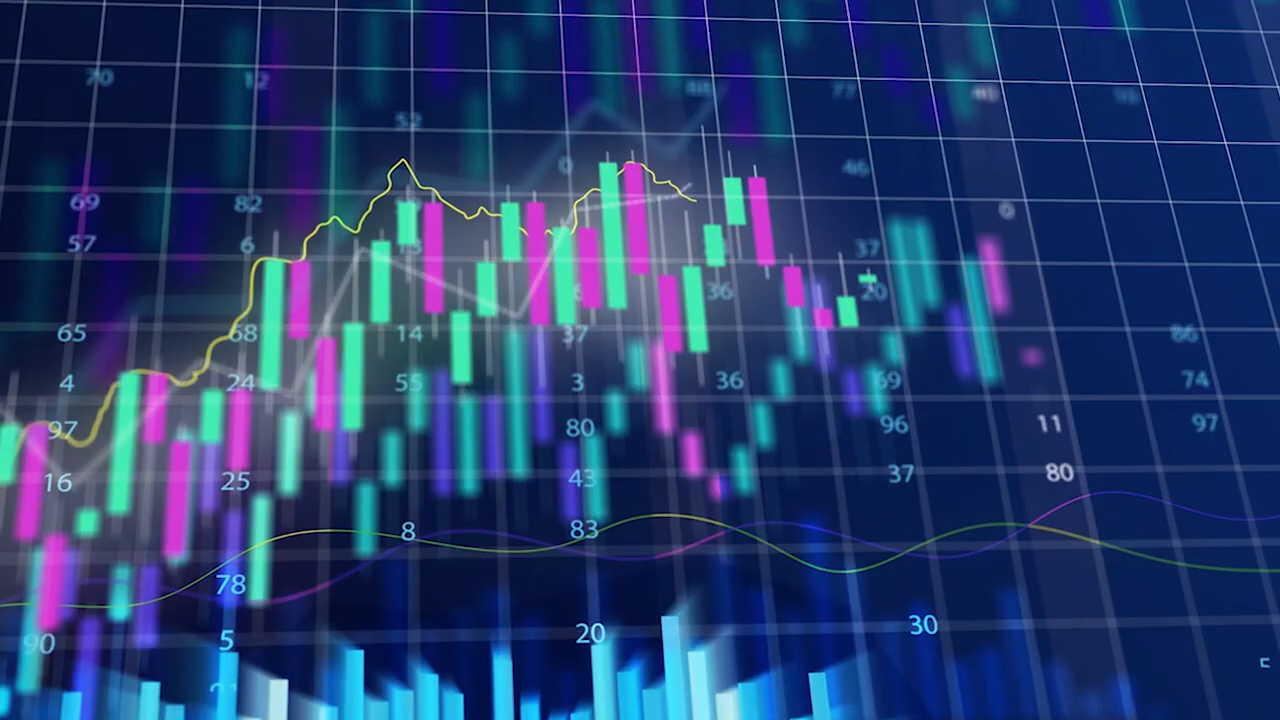 70 12
52 77
46
69 82 0
57 6 37
36 20
65 68 14 37
4 24 55 3 36 69 86
74
97 80 96 11 97
16 25 43 37 80
8 83
78
90 5 20 30